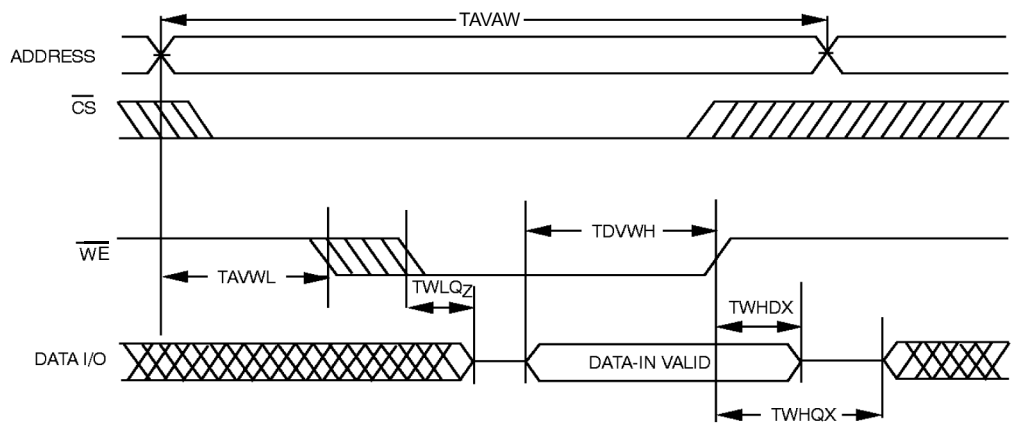 TAVAW
ADDRESS
CS
TDVWH
WE
TAVWL
TWLQZ
TWHDX
DATA I/O
DATA-IN VALID
TWHQX